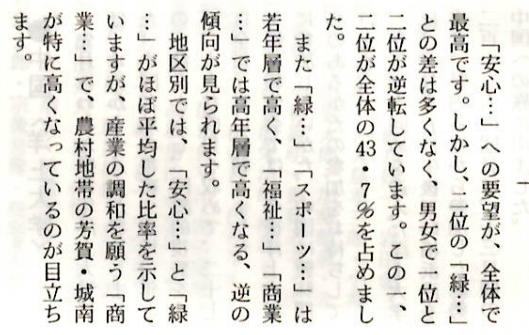 「安心…」への要望が、全体で
最高です。しかし、二位の「緑…」
との差は多くなく、男女で一位と
二位が逆転しています。この一、
二位が全体の43・7%を占めまし
た。
また「緑…」「スポーツ…」は
若年層で高く、「福祉…」「商業
…」では高年層で高くなる、逆の
傾向が見られます。
地区別では、「安心…」と「緑
…」がほぼ平均した比率を示して
いますが、産業の調和を願う「商
業…」で、農村地帯の芳賀・城南
が特に高くなっているのが目立ち
ます。